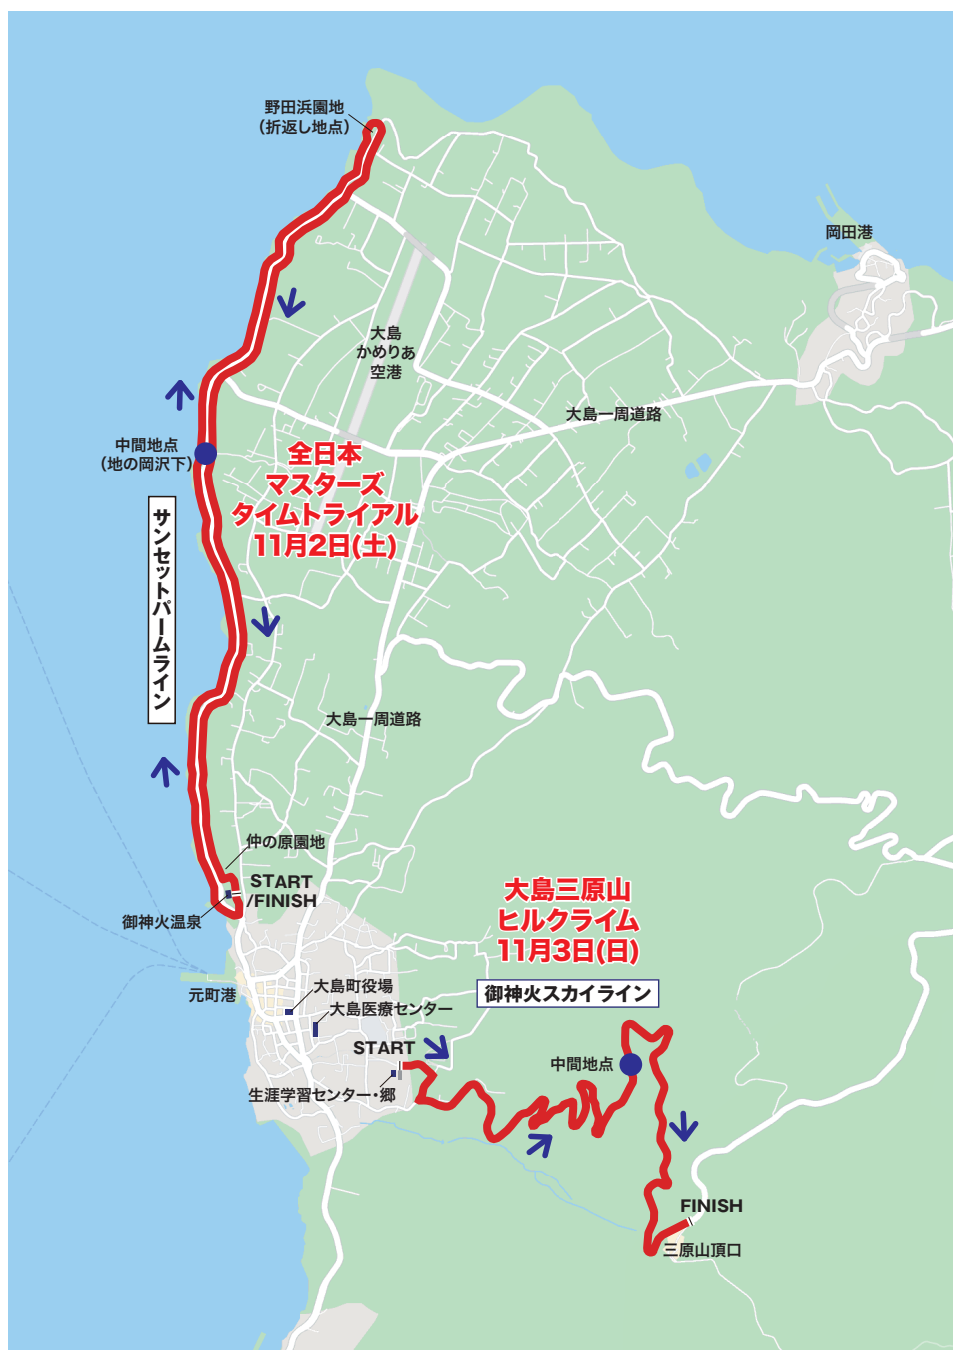 野田浜園地
（折返し地点）
岡田港
大島
かめりあ
空港
大島一周道路
中間地点
（地の岡沢下）
全日本
マスターズ
タイムトライアル
11月2日(土)
サンセットパームライン
大島一周道路
仲の原園地
START
/FINISH
御神火温泉
大島三原山
ヒルクライム
11月3日(日)
御神火スカイライン
元町港
大島町役場
大島医療センター
START
中間地点
生涯学習センター・郷
FINISH
三原山頂口